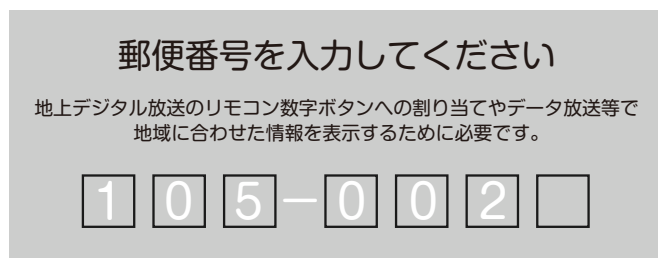 郵便番号を入力してください
地上デジタル放送のリモコン数字ボタンへの割り当てやデータ放送等で
地域に合わせた情報を表示するために必要です。
105-002